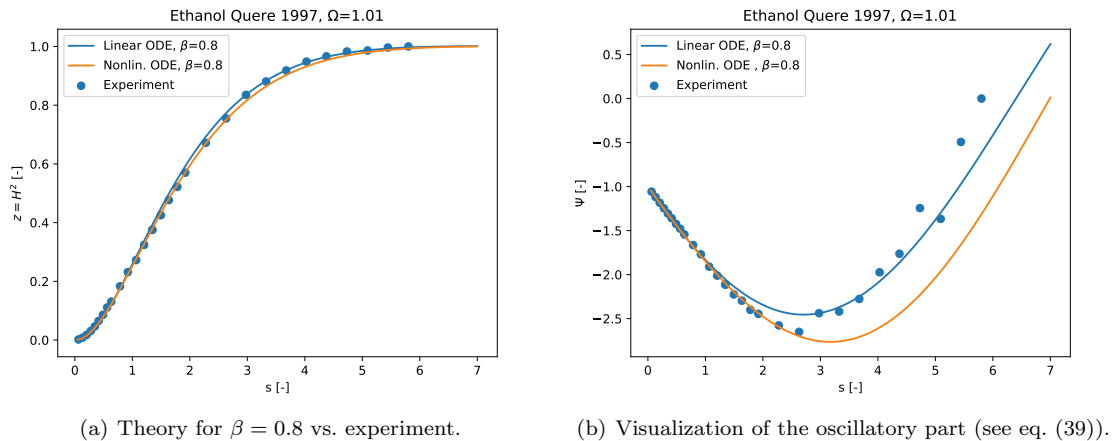 Ethanol Quere 1997, Ω=1.01
Linear ODE, β=0.8
Nonlin. ODE, β=0.8
Experiment
1.0
0.8
0.6
0.4
0.2
0.0
z = H² [-]
0 1 2 3 4 5 6 7
s [-]
(a) Theory for β = 0.8 vs. experiment.
Ethanol Quere 1997, Ω=1.01
Linear ODE, β=0.8
Nonlin. ODE , β=0.8
Experiment
0.5
0.0
−0.5
−1.0
−1.5
−2.0
−2.5
Ψ [-]
0 1 2 3 4 5 6 7
s [-]
(b) Visualization of the oscillatory part (see eq. (39)).